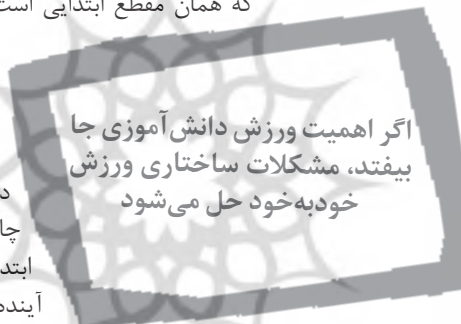 که همان مقطع ابتدایی است
اگر اهمیت ورزش دانش‌آموزی جا
بیفتد، مشکلات ساختاری ورزش
خودبه‌خود حل می‌شود
آینده